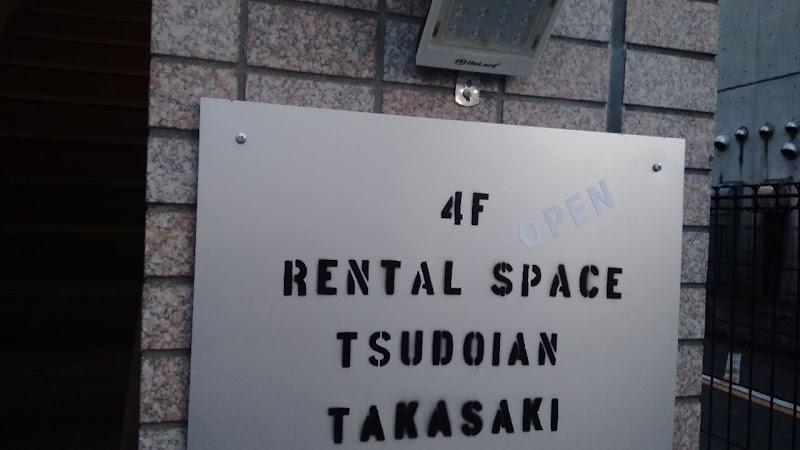 4F
OPEN
RENTAL SPACE
TSUDOIAN
TAKASAKI